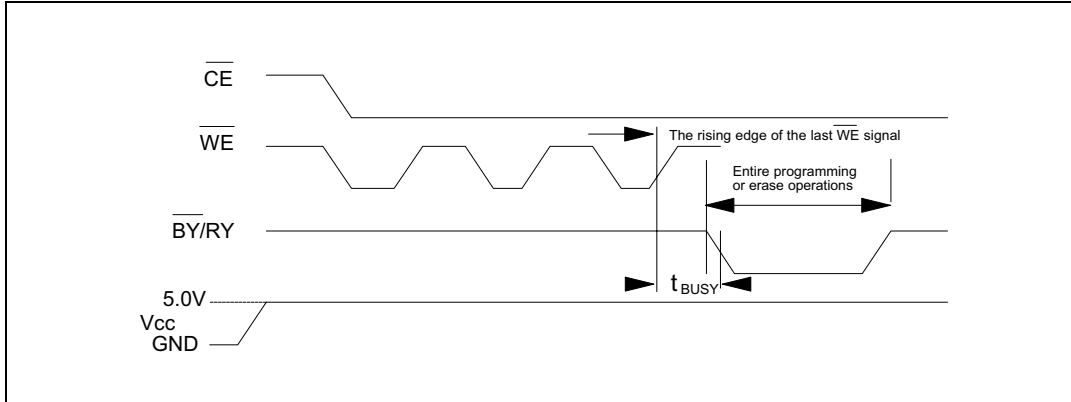 CE
WE
The rising edge of the last WE signal
Entire programming
or erase operations
BY/RY
tBUSY
5.0V
Vcc
GND